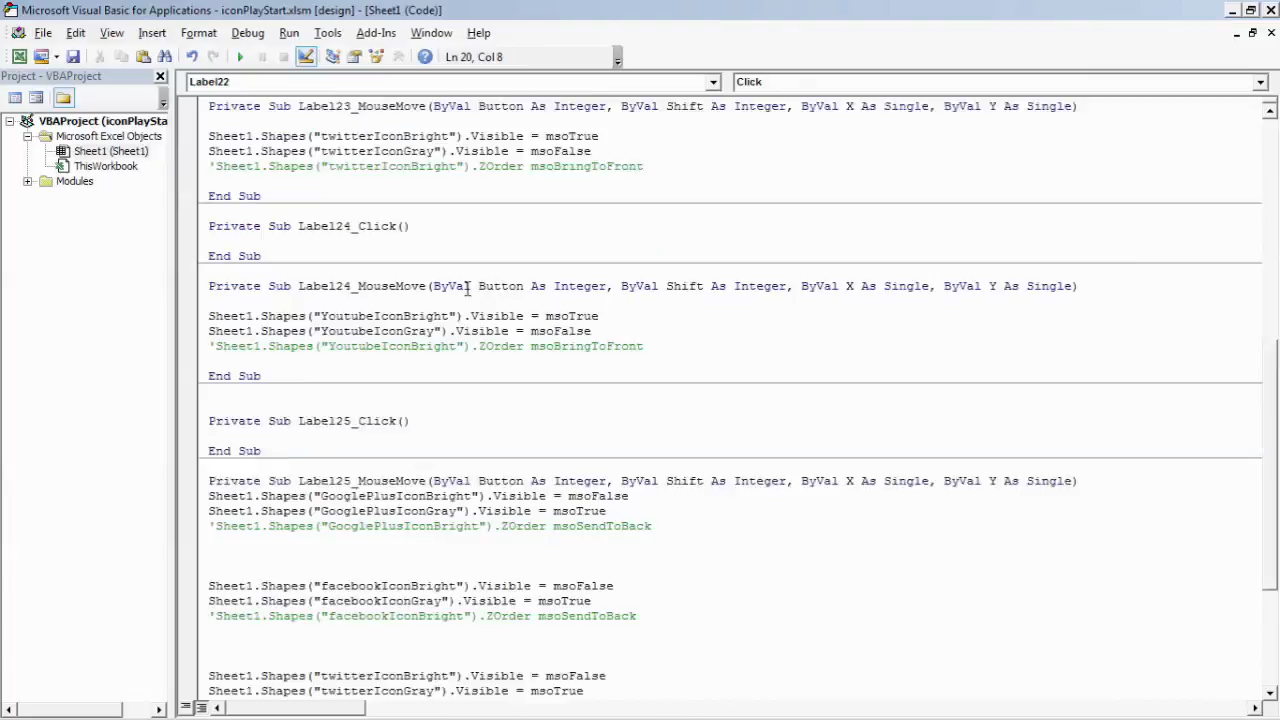 Microsoft Visual Basic for Applications - iconPlayStart.xlsm [design] - [Sheet1 (Code)]
File Edit View Insert Format Debug Run Tools Add-Ins Window Help
Ln 20, Col 8
Project - VBAProject
Label22
Click
VBAProject (iconPlaySta
Microsoft Excel Objects
Sheet1 (Sheet1)
ThisWorkbook
Modules
Private Sub Label23_MouseMove(ByVal Button As Integer, ByVal Shift As Integer, ByVal X As Single, ByVal Y As Single)
Sheet1.Shapes("twitterIconBright").Visible = msoTrue
Sheet1.Shapes("twitterIconGray").Visible = msoFalse
'Sheet1.Shapes("twitterIconBright").ZOrder msoBringToFront
End Sub
Private Sub Label24_Click()
End Sub
Private Sub Label24_MouseMove(ByVal Button As Integer, ByVal Shift As Integer, ByVal X As Single, ByVal Y As Single)
Sheet1.Shapes("YoutubeIconBright").Visible = msoTrue
Sheet1.Shapes("YoutubeIconGray").Visible = msoFalse
'Sheet1.Shapes("YoutubeIconBright").ZOrder msoBringToFront
End Sub
Private Sub Label25_Click()
End Sub
Private Sub Label25_MouseMove(ByVal Button As Integer, ByVal Shift As Integer, ByVal X As Single, ByVal Y As Single)
Sheet1.Shapes("GooglePlusIconBright").Visible = msoFalse
Sheet1.Shapes("GooglePlusIconGray").Visible = msoTrue
'Sheet1.Shapes("GooglePlusIconBright").ZOrder msoSendToBack
Sheet1.Shapes("facebookIconBright").Visible = msoFalse
Sheet1.Shapes("facebookIconGray").Visible = msoTrue
'Sheet1.Shapes("facebookIconBright").ZOrder msoSendToBack
Sheet1.Shapes("twitterIconBright").Visible = msoFalse
Sheet1.Shapes("twitterIconGray").Visible = msoTrue